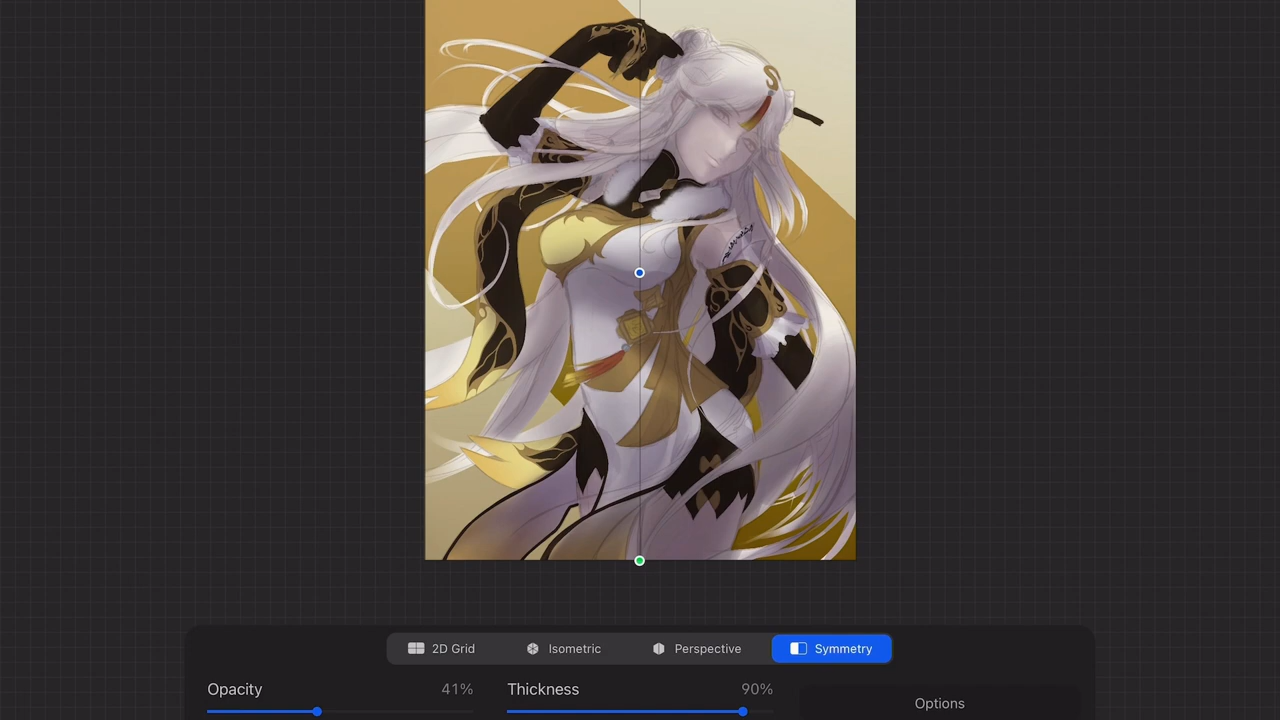 2D Grid
Isometric
Perspective
Symmetry
Opacity 41%
Thickness 90%
Options